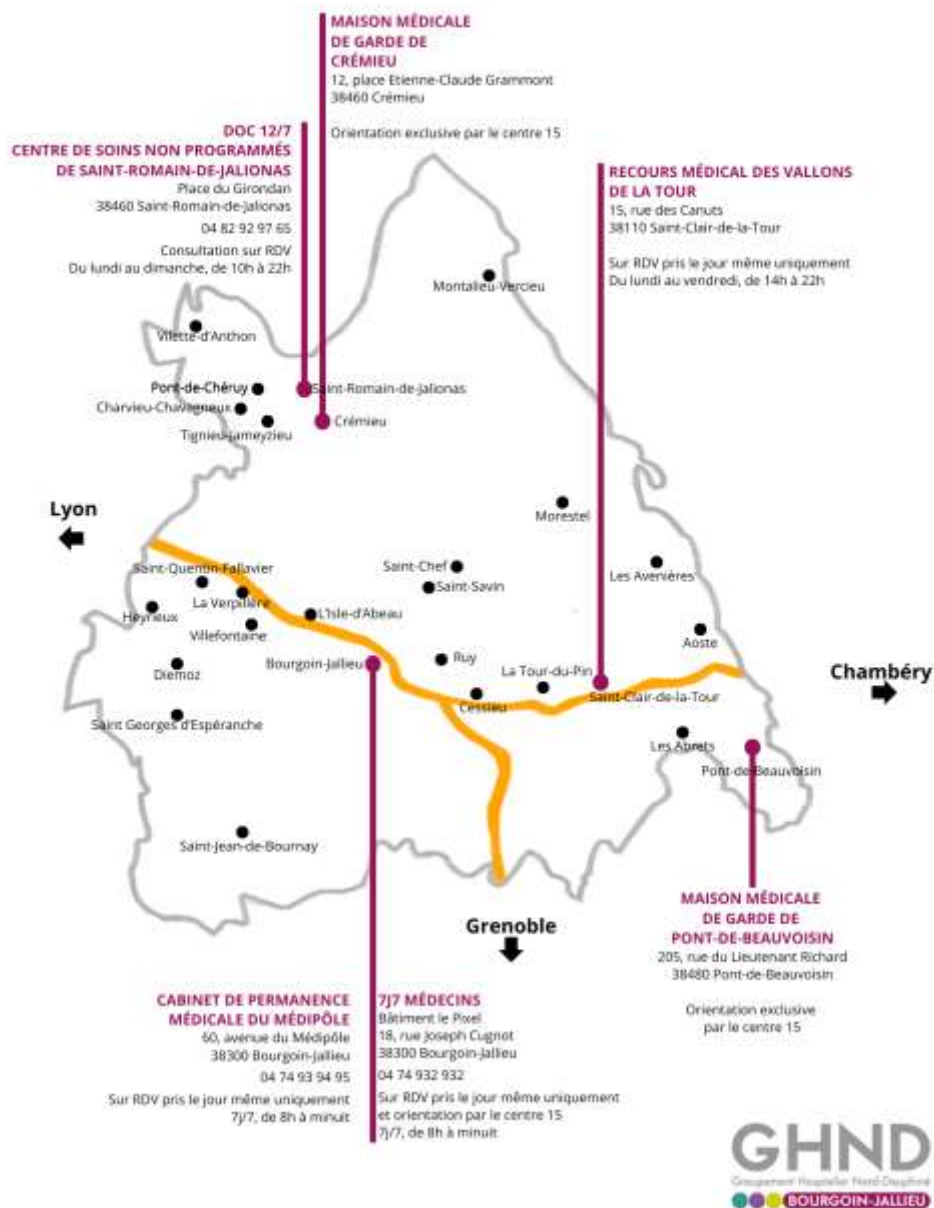 MAISON MÉDICALE
DE GARDE DE
CRÉMIEU
12, place Etienne-Claude Grammont
38460 Crémieu
Orientation exclusive par le centre 15
DOC 12/7
CENTRE DE SOINS NON PROGRAMMÉS
DE SAINT-ROMAIN-DE-JALIONAS
Place du Girondan
38460 Saint-Romain-de-Jalionas
04 82 92 97 65
Consultation sur RDV
Du lundi au dimanche, de 10h à 22h
RECOURS MÉDICAL DES VALLONS
DE LA TOUR
15, rue des Canuts
38110 Saint-Clair-de-la-Tour
Sur RDV pris le jour même uniquement
Du lundi au vendredi, de 14h à 22h
Montalieu-Vercieu
Villette-d'Anthon
Pont-de-Chéruy
Saint-Romain-de-Jalionas
Charvieu-Chavagneux
Tignieu-Jameyzieu
Crémieu
Lyon
Morestel
Saint-Chef
Saint-Quentin-Fallavier
Les Avenières
Saint-Savin
La Verpillère
Heyrieux
L'Isle-d'Abeau
Villefontaine
Aoste
Bourgoin-Jallieu
Ruy
La Tour-du-Pin
Diemoz
Chambéry
Saint-Clair-de-la-Tour
Cessieu
Saint Georges d'Espéranche
Les Abrets
Pont-de-Beauvoisin
Saint-Jean-de-Bournay
Grenoble
MAISON MÉDICALE
DE GARDE DE
PONT-DE-BEAUVOISIN
205, rue du Lieutenant Richard
38480 Pont-de-Beauvoisin
Orientation exclusive
par le centre 15
CABINET DE PERMANENCE
MÉDICALE DU MÉDIPÔLE
60, avenue du Médipôle
38300 Bourgoin-Jallieu
04 74 93 94 95
Sur RDV pris le jour même uniquement
7j/7, de 8h à minuit
7J7 MÉDECINS
Bâtiment le Pixel
18, rue Joseph Cugnot
38300 Bourgoin-Jallieu
04 74 932 932
Sur RDV pris le jour même uniquement
et orientation par le centre 15
7j/7, de 8h à minuit
GHND
Groupement Hospitalier Nord-Dauphiné
BOURGOIN-JALLIEU